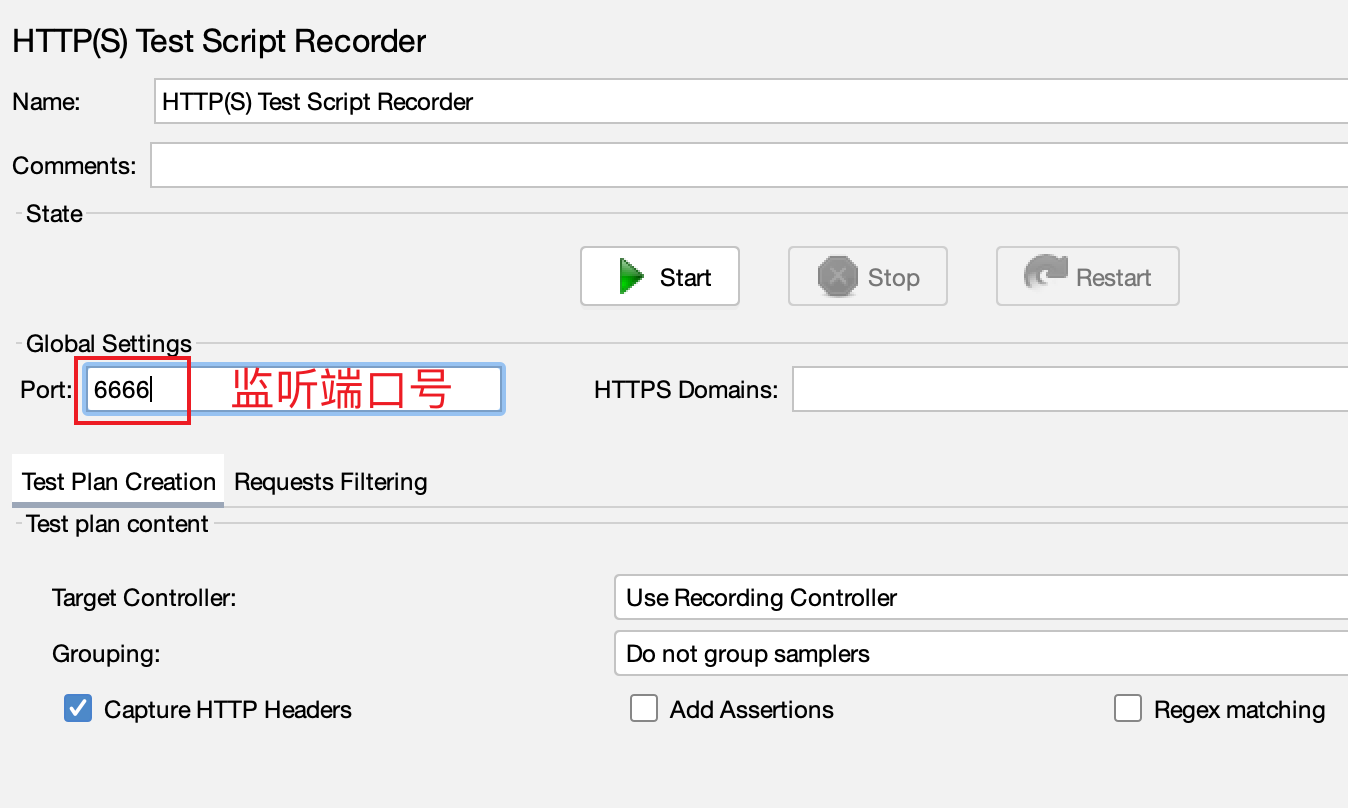 HTTP(S) Test Script Recorder
Name: HTTP(S) Test Script Recorder
Comments:
State
Start Stop Restart
Global Settings
Port: 6666 监听端口号 HTTPS Domains:
Test Plan Creation Requests Filtering
Test plan content
Target Controller: Use Recording Controller
Grouping: Do not group samplers
Capture HTTP Headers Add Assertions Regex matching